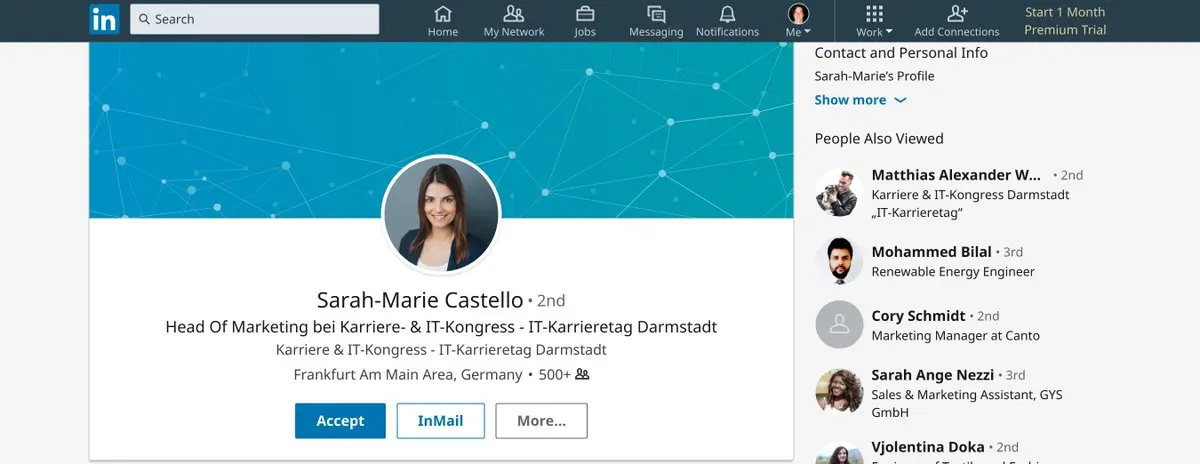 in Search
Home
My Network
Jobs
Messaging
Notifications
Me
Work
Add Connections
Start 1 Month
Premium Trial
Sarah-Marie Castello • 2nd
Head Of Marketing bei Karriere- & IT-Kongress - IT-Karrieretag Darmstadt
Karriere & IT-Kongress - IT-Karrieretag Darmstadt
Frankfurt Am Main Area, Germany • 500+
Accept
InMail
More...
Contact and Personal Info
Sarah-Marie’s Profile
Show more
People Also Viewed
Matthias Alexander W... • 2nd
Karriere & IT-Kongress Darmstadt
„IT-Karrieretag“
Mohammed Bilal • 3rd
Renewable Energy Engineer
Cory Schmidt • 2nd
Marketing Manager at Canto
Sarah Ange Nezzi • 3rd
Sales & Marketing Assistant, GYS
GmbH
Vjolentina Doka • 2nd